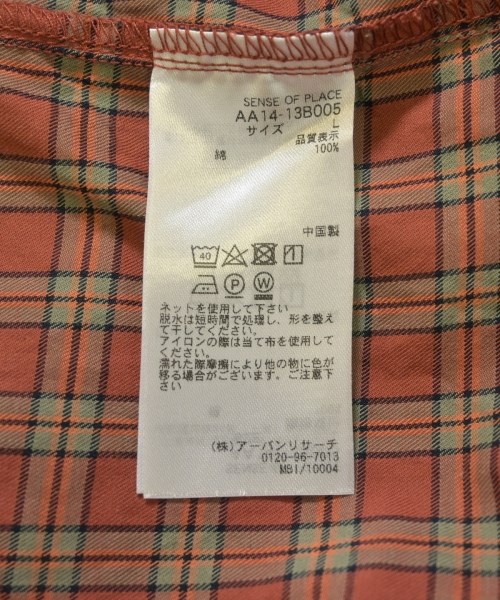 SENSE OF PLACE
AA14-13B005
サイズ L
品質表示
綿 100%
中国製
40
P W
ネットを使用して下さい
脱水は短時間で処理し、形を整え
て干してください。
アイロンの際は当て布を使用して
ください。
濡れた際摩擦により他の物に色が
移る場合がございます。ご注意下
さい
(株)アーバンリサーチ
0120-96-7013
MBI/10004